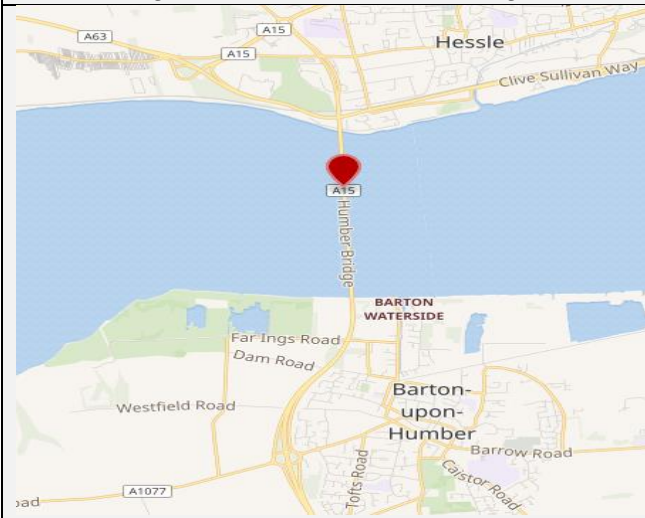 A15
Hessle
A63
A15
Clive Sullivan Way
A15
Humber Bridge
BARTON
WATERSIDE
Far Ings Road
Dam Road
Barton-
upon-
Humber
Westfield Road
Barrow Road
Tofts Road
Caistor Road
A1077
oad